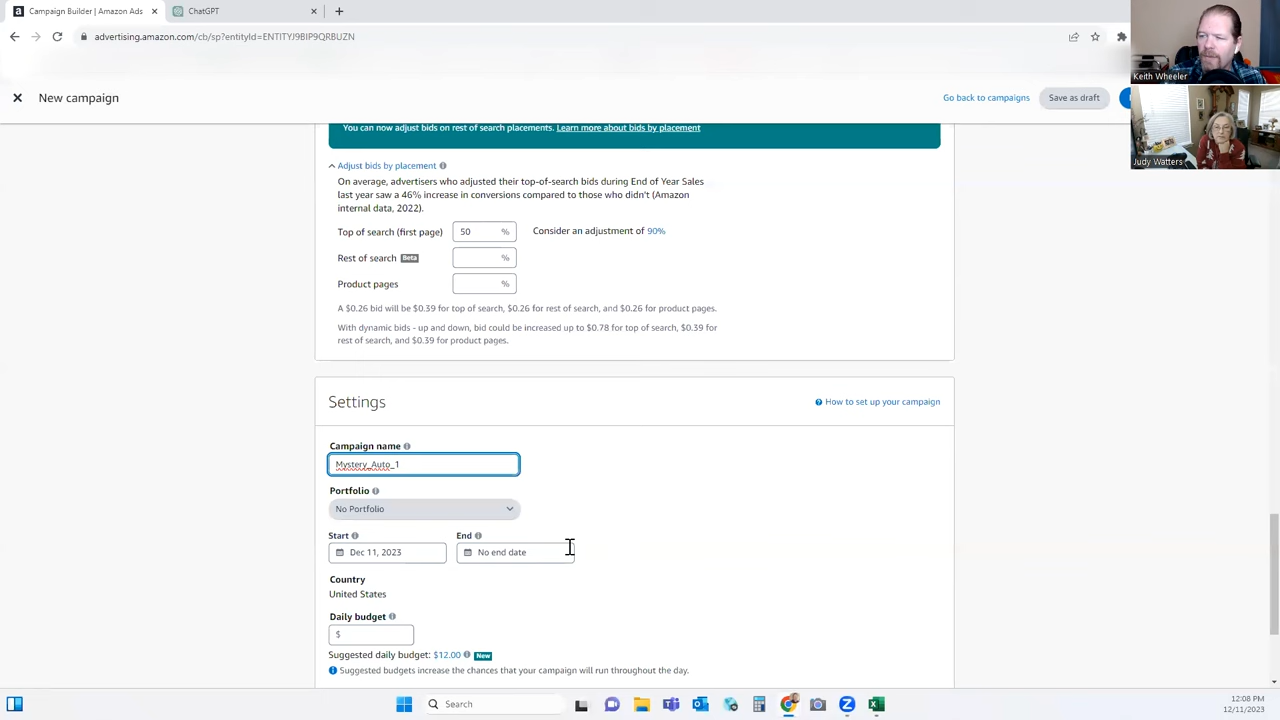 Campaign Builder | Amazon Ads
ChatGPT
advertising.amazon.com/cb/sp?entityId=ENTITYJ9BIP9QRBUZN
Keith Wheeler
New campaign
Go back to campaigns
Save as draft
You can now adjust bids on rest of search placements. Learn more about bids by placement
Judy Watters
Adjust bids by placement
On average, advertisers who adjusted their top-of-search bids during End of Year Sales
last year saw a 46% increase in conversions compared to those who didn't (Amazon
internal data, 2022).
Top of search (first page) 50 % Consider an adjustment of 90%
Rest of search Beta %
Product pages %
A $0.26 bid will be $0.39 for top of search, $0.26 for rest of search, and $0.26 for product pages.
With dynamic bids - up and down, bid could be increased up to $0.78 for top of search, $0.39 for
rest of search, and $0.39 for product pages.
Settings
How to set up your campaign
Campaign name
Mystery_Auto_1
Portfolio
No Portfolio
Start End
Dec 11, 2023 No end date
Country
United States
Daily budget
$
Suggested daily budget: $12.00 New
Suggested budgets increase the chances that your campaign will run throughout the day.
Search
12:08 PM
12/11/2023